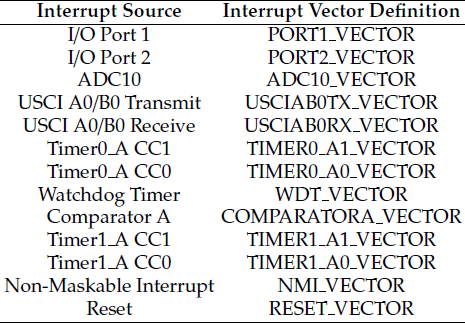 Interrupt Source Interrupt Vector Definition
I/O Port 1 PORT1_VECTOR
I/O Port 2 PORT2_VECTOR
ADC10 ADC10_VECTOR
USCI A0/B0 Transmit USCIAB0TX_VECTOR
USCI A0/B0 Receive USCIAB0RX_VECTOR
Timer0_A CC1 TIMER0_A1_VECTOR
Timer0_A CC0 TIMER0_A0_VECTOR
Watchdog Timer WDT_VECTOR
Comparator A COMPARATORA_VECTOR
Timer1_A CC1 TIMER1_A1_VECTOR
Timer1_A CC0 TIMER1_A0_VECTOR
Non-Maskable Interrupt NMI_VECTOR
Reset RESET_VECTOR